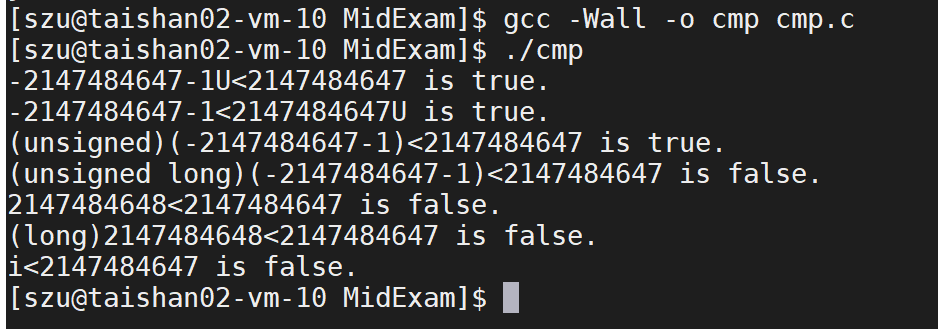 [szu@taishan02-vm-10 MidExam]$ gcc -Wall -o cmp cmp.c
[szu@taishan02-vm-10 MidExam]$ ./cmp
-2147484647-1U<2147484647 is true.
-2147484647-1<2147484647U is true.
(unsigned)(-2147484647-1)<2147484647 is true.
(unsigned long)(-2147484647-1)<2147484647 is false.
2147484648<2147484647 is false.
(long)2147484648<2147484647 is false.
i<2147484647 is false.
[szu@taishan02-vm-10 MidExam]$